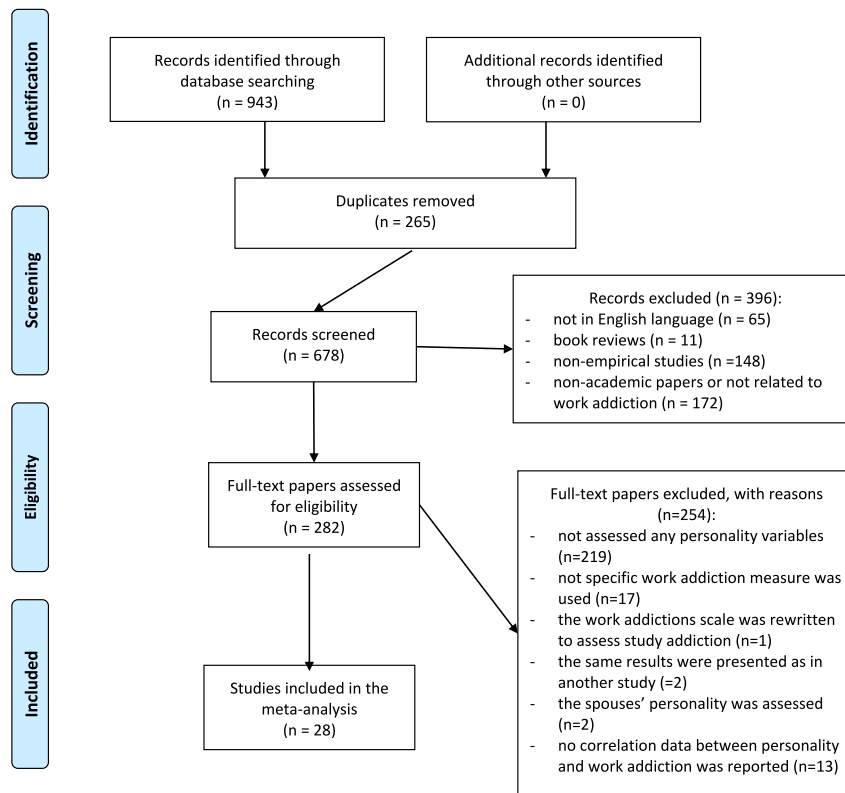 Identification
Records identified through
database searching
(n = 943)
Additional records identified
through other sources
(n = 0)
Duplicates removed
(n = 265)
Screening
Records screened
(n = 678)
Records excluded (n = 396):
- not in English language (n = 65)
- book reviews (n = 11)
- non-empirical studies (n =148)
- non-academic papers or not related to
work addiction (n = 172)
Eligibility
Full-text papers assessed
for eligibility
(n = 282)
Full-text papers excluded, with reasons
(n=254):
- not assessed any personality variables
(n=219)
- not specific work addiction measure was
used (n=17)
- the work addictions scale was rewritten
to assess study addiction (n=1)
- the same results were presented as in
another study (=2)
- the spouses’ personality was assessed
(n=2)
- no correlation data between personality
and work addiction was reported (n=13)
Included
Studies included in the
meta-analysis
(n = 28)